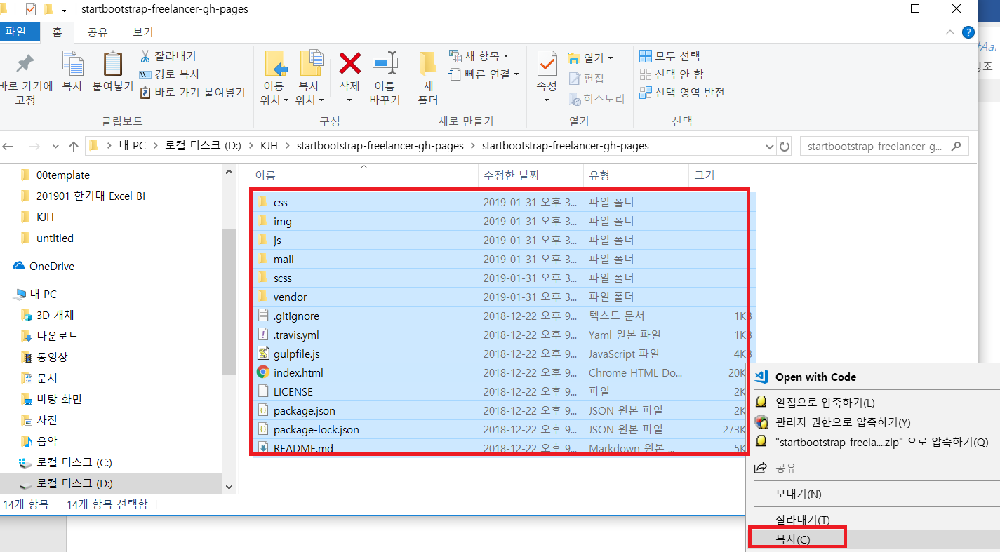 startbootstrap-freelancer-gh-pages
파일 홈 공유 보기
바로 가기에 고정
복사
붙여넣기
잘라내기
경로 복사
바로 가기 붙여넣기
클립보드
이동 위치
복사 위치
삭제
이름 바꾸기
구성
새 폴더
새 항목
빠른 연결
새로 만들기
속성
열기
편집
히스토리
열기
모두 선택
선택 안 함
선택 영역 반전
선택
내 PC 로컬 디스크 (D:) KJH startbootstrap-freelancer-gh-pages startbootstrap-freelancer-gh-pages
startbootstrap-freelancer-g...
00template
201901 한기대 Excel BI
KJH
untitled
OneDrive
내 PC
3D 개체
다운로드
동영상
문서
바탕 화면
사진
음악
로컬 디스크 (C:)
로컬 디스크 (D:)
이름 수정한 날짜 유형 크기
css 2019-01-31 오후 3... 파일 폴더
img 2019-01-31 오후 3... 파일 폴더
js 2019-01-31 오후 3... 파일 폴더
mail 2019-01-31 오후 3... 파일 폴더
scss 2019-01-31 오후 3... 파일 폴더
vendor 2019-01-31 오후 3... 파일 폴더
.gitignore 2018-12-22 오후 9... 텍스트 문서 1KB
.travis.yml 2018-12-22 오후 9... Yaml 원본 파일 1KB
gulpfile.js 2018-12-22 오후 9... JavaScript 파일 4KB
index.html 2018-12-22 오후 9... Chrome HTML Do... 20K
LICENSE 2018-12-22 오후 9... 파일 2K
package.json 2018-12-22 오후 9... JSON 원본 파일 2K
package-lock.json 2018-12-22 오후 9... JSON 원본 파일 273K
README.md 2018-12-22 오후 9... Markdown 원본 ... 5K
14개 항목 14개 항목 선택함
Open with Code
알집으로 압축하기(L)
관리자 권한으로 압축하기(Y)
"startbootstrap-freela....zip" 으로 압축하기(Q)
공유
보내기(N)
잘라내기(T)
복사(C)